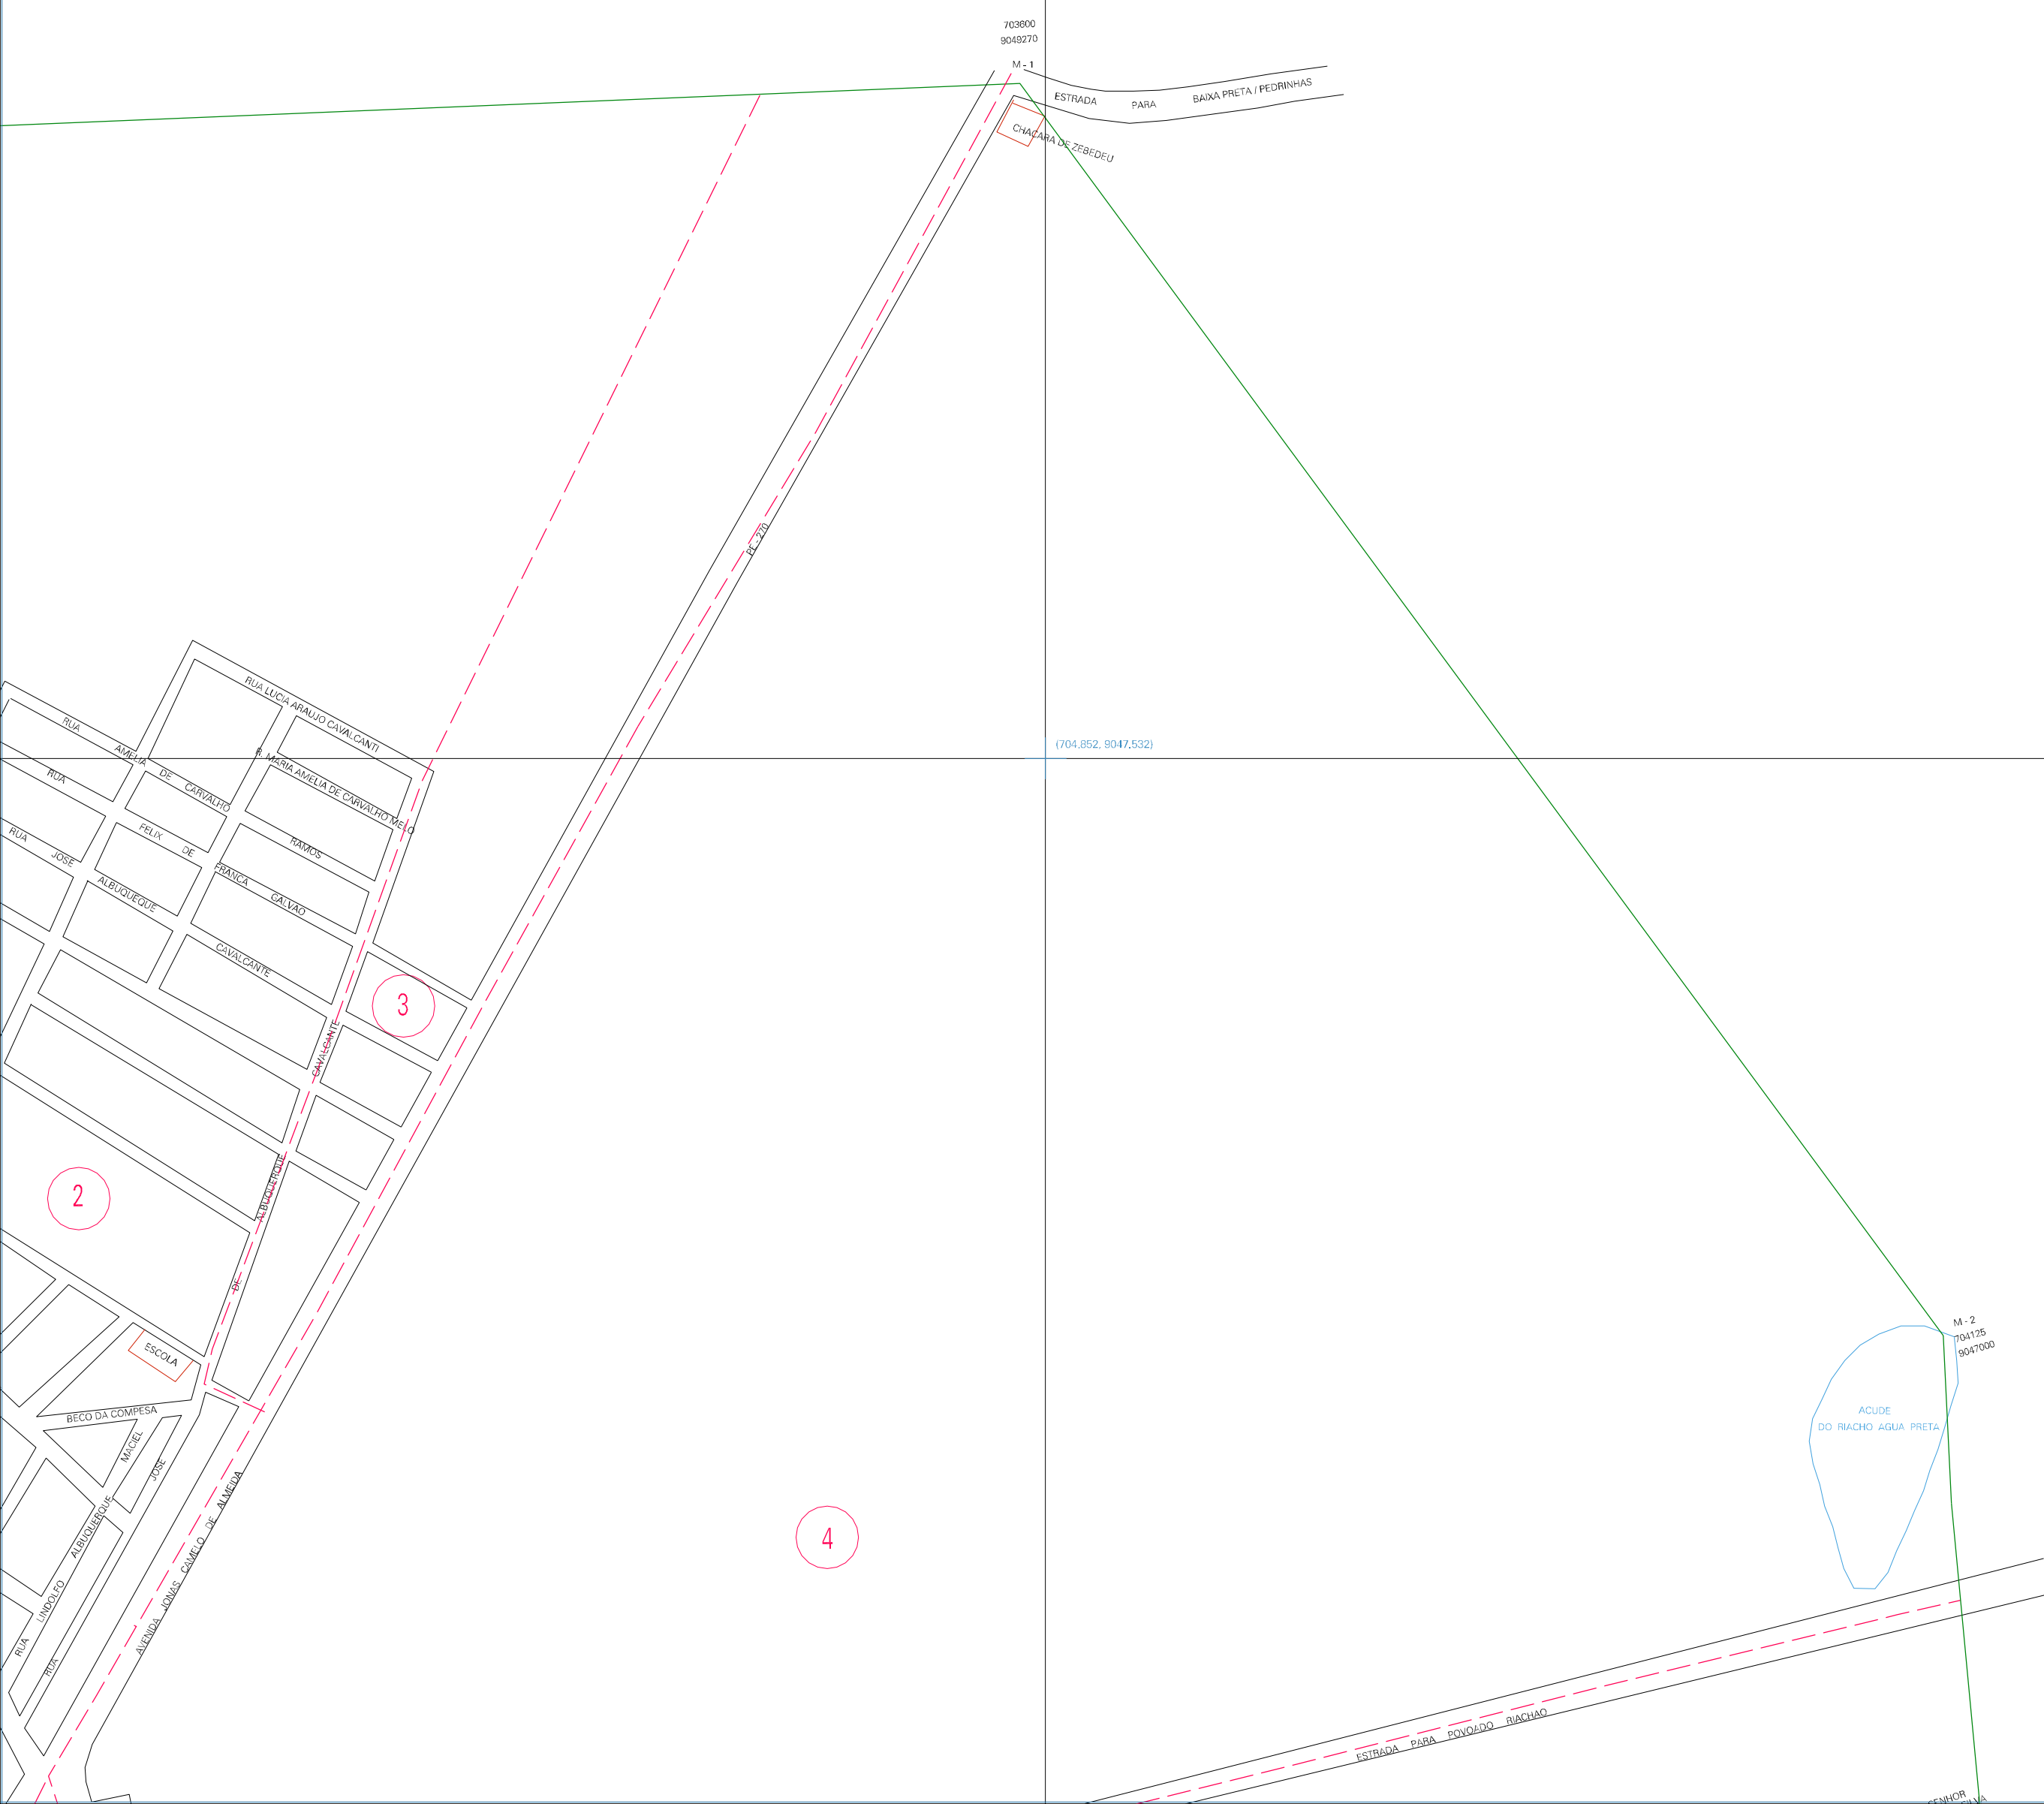 703600
9049270
M - 1
ESTRADA PARA BAIXA PRETA / PEDRINHAS
CHACARA DE ZEBEDEU
PE - 270
RUA LUCIA ARAUJO CAVALCANTI
RUA AMELIA DE CARVALHO
R. MARIA AMELIA DE CARVALHO MELO
(704,852, 9047,532)
RUA FELIX DE FRANCA GALVAO
RAMOS
RUA JOSE ALBUQUEQUE CAVALCANTE
3
CAVALCANTE
ALBUQUERQUE
DE
2
ESCOLA
BECO DA COMPESA
MACIEL
JOSE
ALBUQUERQUE
LINDOLFO
RUA
RUA
AVENIDA JONAS CAMELO DE ALMEIDA
4
M - 2
704125
9047000
ACUDE
DO RIACHO AGUA PRETA
ESTRADA PARA POVOADO RIACHAO
SENHOR
SILVA